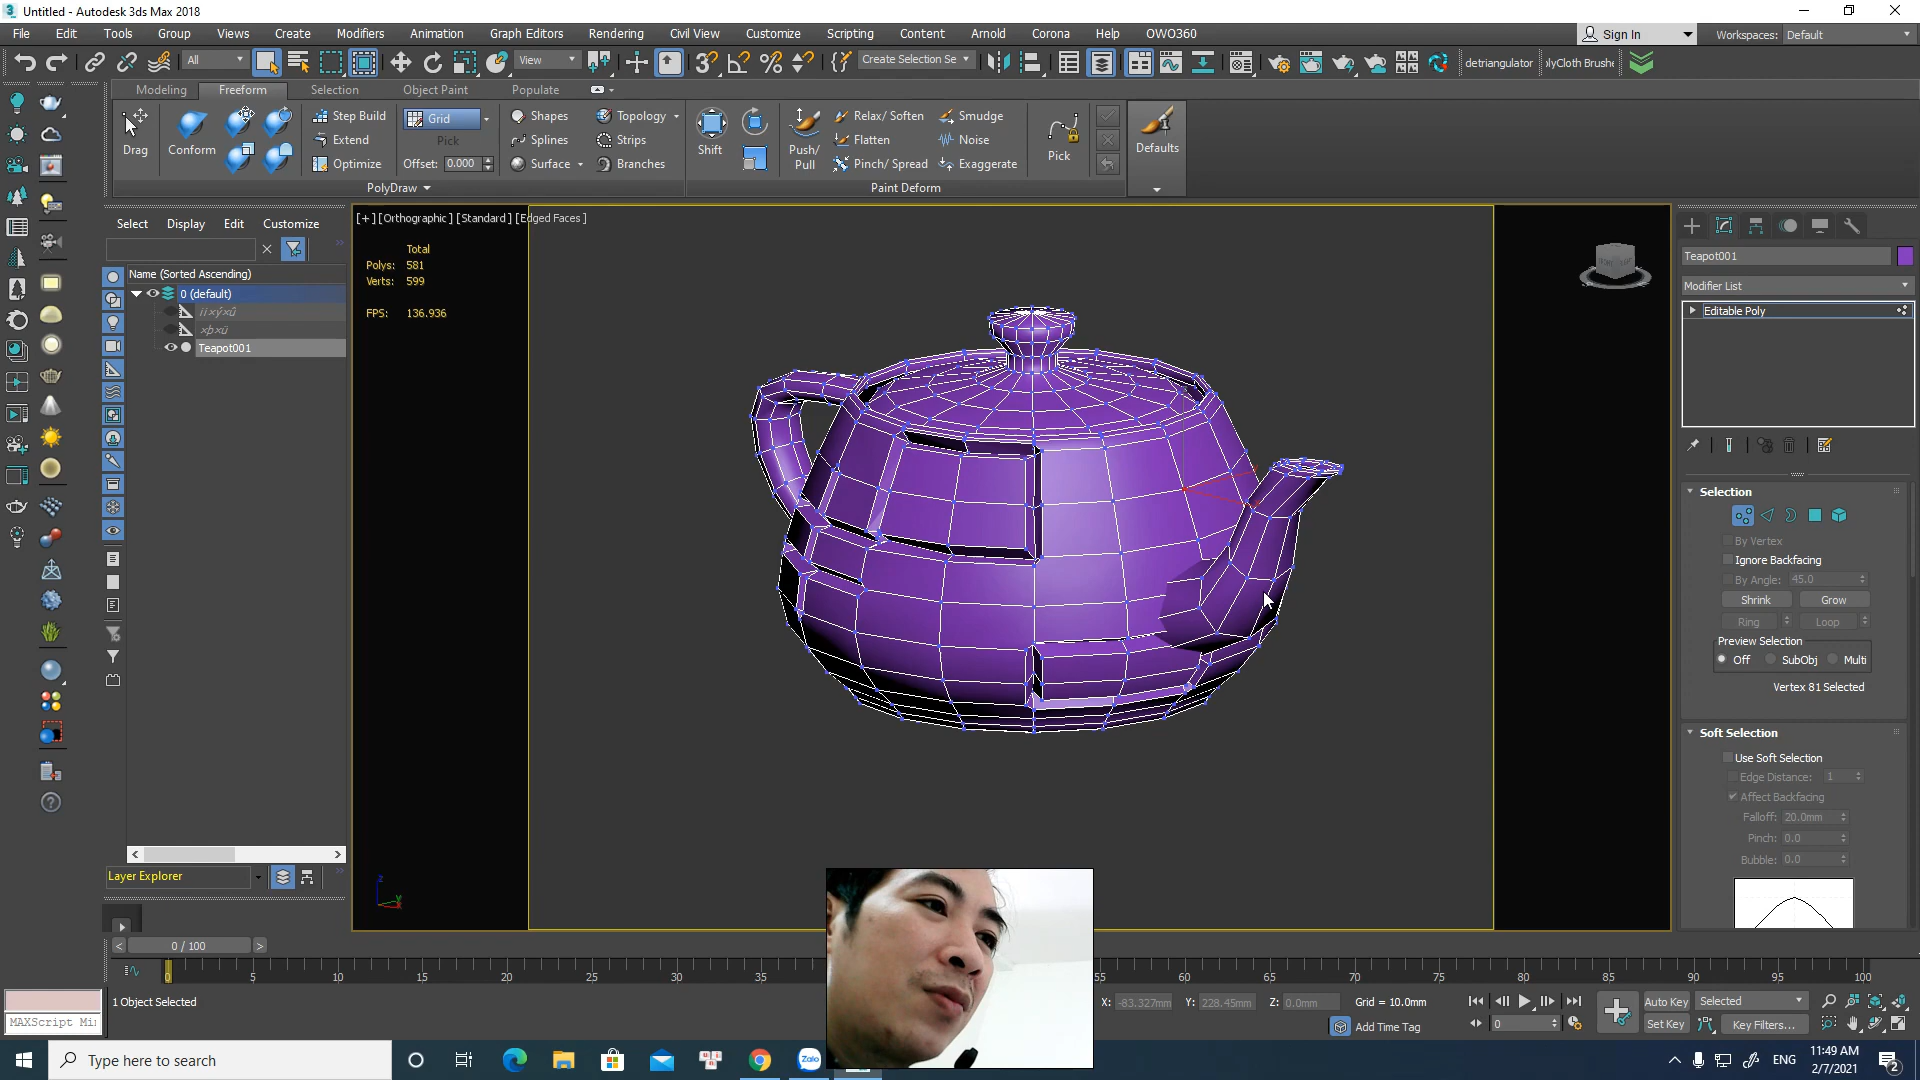 Untitled - Autodesk 3ds Max 2018
File Edit Tools Group Views Create Modifiers Animation Graph Editors Rendering Civil View Customize Scripting Content Arnold Corona Help OWO360
Sign In
Workspaces: Default
All
View
Create Selection Se
detriangulator
olyCloth Brushe
Modeling Freeform Selection Object Paint Populate
Drag
Conform
Step Build
Extend
Optimize
Grid
Pick
Offset: 0.000
Shapes
Splines
Surface
Topology
Strips
Branches
Shift
Push/
Pull
Relax/ Soften
Flatten
Pinch/ Spread
Smudge
Noise
Exaggerate
Pick
Defaults
PolyDraw
Paint Deform
Select Display Edit Customize
Name (Sorted Ascending)
0 (default)
Teapot001
Layer Explorer
[+] [Orthographic] [Standard] [Edged Faces]
Total
Polys: 581
Verts: 599
FPS: 136.936
Teapot001
Modifier List
Editable Poly
Selection
By Vertex
Ignore Backfacing
By Angle: 45.0
Shrink Grow
Ring Loop
Preview Selection
Off SubObj Multi
Vertex 81 Selected
Soft Selection
Use Soft Selection
Edge Distance: 1
Affect Backfacing
Falloff: 20.0mm
Pinch: 0.0
Bubble: 0.0
< 0 / 100 >
0 5 10 15 20 25 30 35 55 60 65 70 75 80 85 90 95 100
1 Object Selected
MAXScript Mi
X: -83.327mm Y: 228.45mm Z: 0.0mm Grid = 10.0mm
Add Time Tag
Auto Key Selected
Set Key Key Filters...
0
Type here to search
Zalo
ENG
11:49 AM
2/7/2021
2